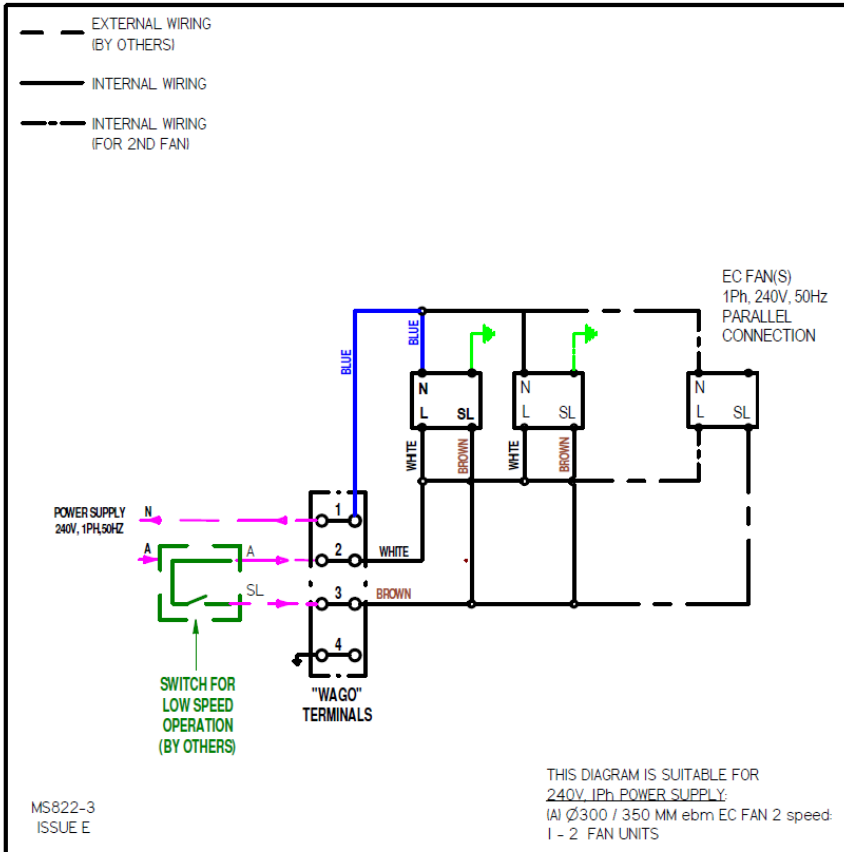 EXTERNAL WIRING
(BY OTHERS)
INTERNAL WIRING
INTERNAL WIRING
(FOR 2ND FAN)
EC FAN(S)
1Ph, 240V, 50Hz
PARALLEL
CONNECTION
BLUE
BLUE
N
L SL
N
L SL
N
L SL
WHITE
BROWN
WHITE
BROWN
POWER SUPPLY N
240V, 1PH,50HZ
A
A
SL
1
2
3
4
WHITE
BROWN
"WAGO"
TERMINALS
SWITCH FOR
LOW SPEED
OPERATION
(BY OTHERS)
THIS DIAGRAM IS SUITABLE FOR
240V, 1Ph POWER SUPPLY:
(A) Ø300 / 350 MM ebm EC FAN 2 speed:
1 - 2 FAN UNITS
MS822-3
ISSUE E